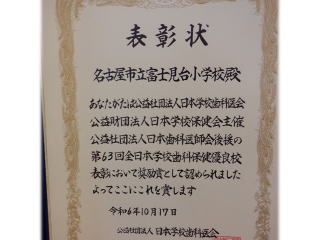 表彰状
名古屋市立富士見台小学校殿
あなたがたは公益社団法人日本学校歯科医会
公益財団法人日本学校保健会主催
公益社団法人日本歯科医師会後援の
第63回全日本学校歯科保健優良校
表彰において奨励賞として認められました
よってここにこれを賞します
令和6年10月17日
公益社団法人 日本学校歯科医会